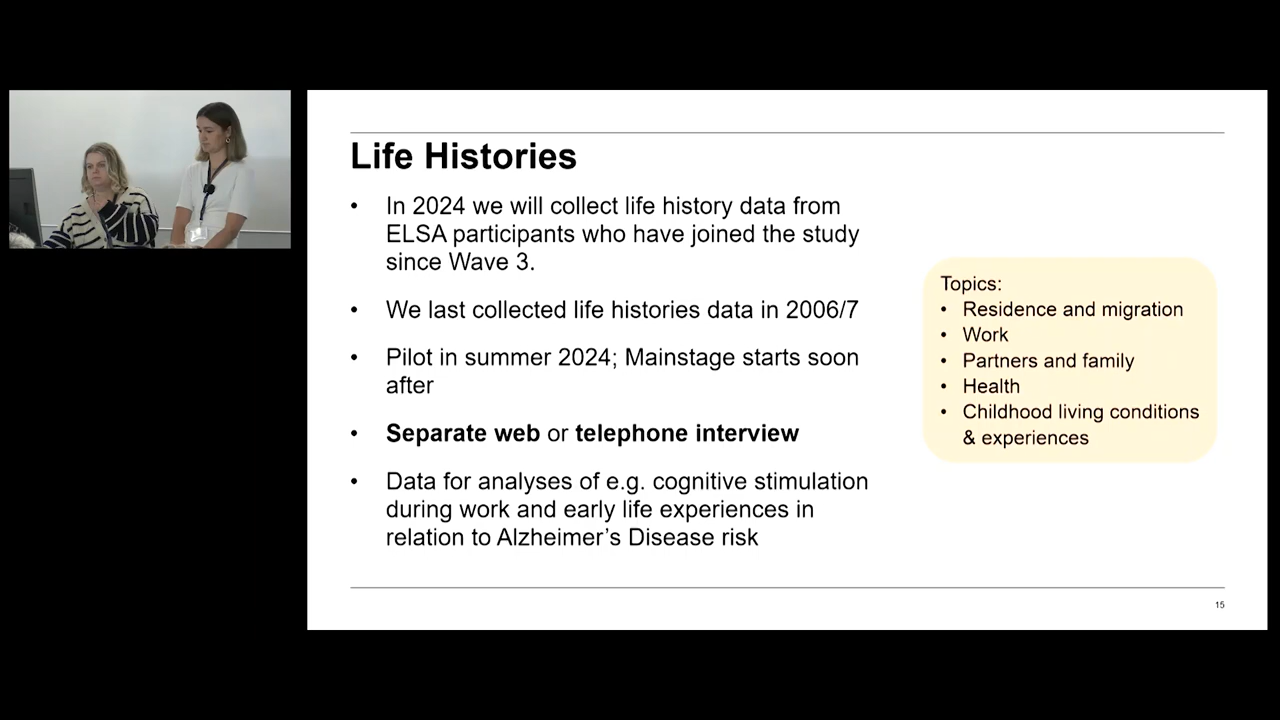 Life Histories
• In 2024 we will collect life history data from
ELSA participants who have joined the study
since Wave 3.
• We last collected life histories data in 2006/7
• Pilot in summer 2024; Mainstage starts soon
after
• Separate web or telephone interview
• Data for analyses of e.g. cognitive stimulation
during work and early life experiences in
relation to Alzheimer’s Disease risk
Topics:
• Residence and migration
• Work
• Partners and family
• Health
• Childhood living conditions
& experiences
15